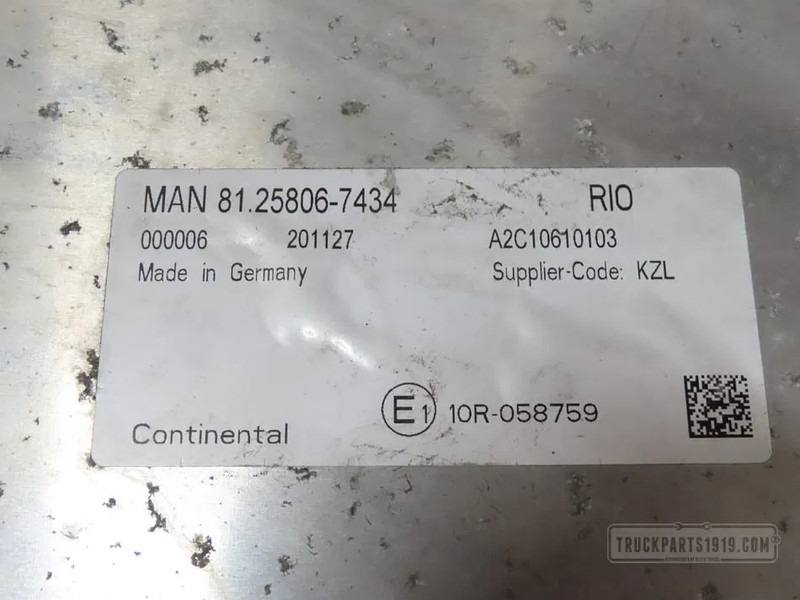 MAN 81.25806-7434 RIO
000006 201127 A2C10610103
Made in Germany Supplier-Code: KZL
E1 10R-058759
Continental
TRUCKPARTS1919.COM